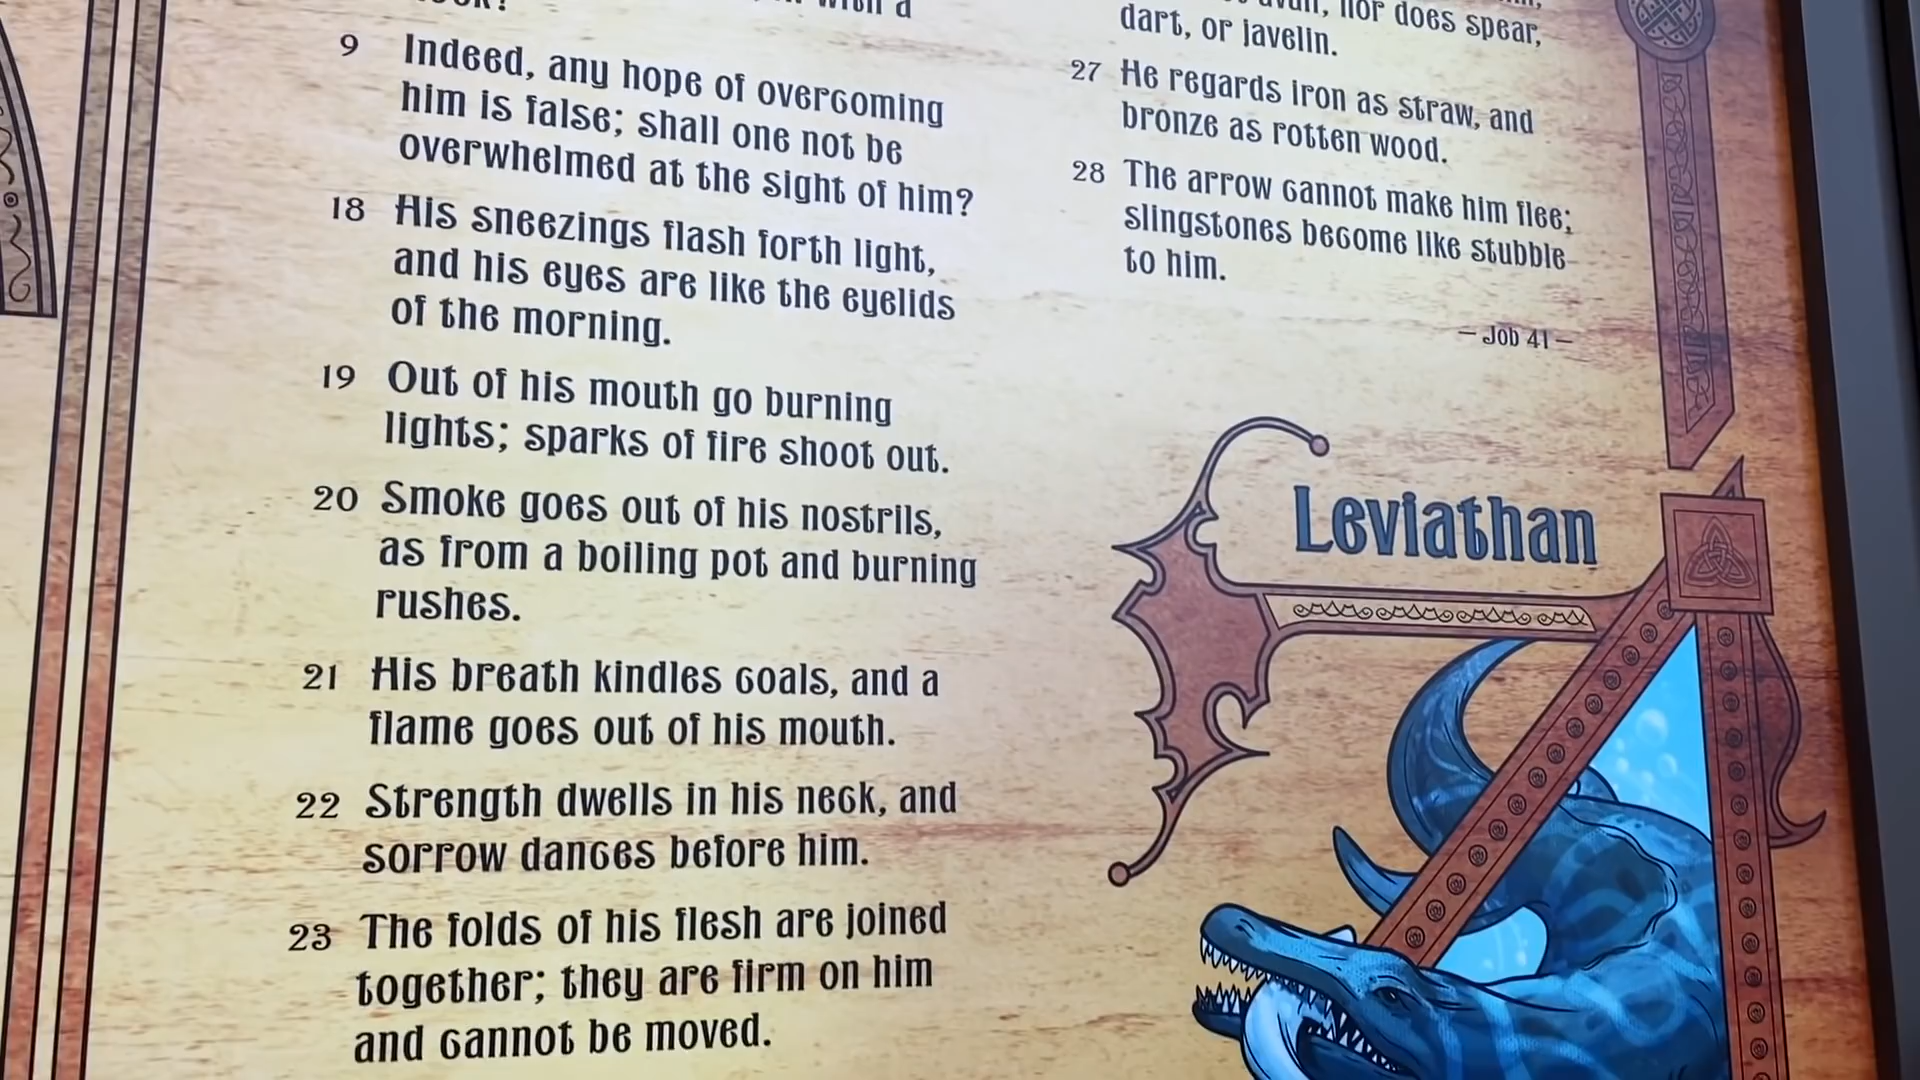 with a
9 Indeed, any hope of overcoming
him is false; shall one not be
overwhelmed at the sight of him?
18 His sneezings flash forth light,
and his eyes are like the eyelids
of the morning.
19 Out of his mouth go burning
lights; sparks of fire shoot out.
20 Smoke goes out of his nostrils,
as from a boiling pot and burning
rushes.
21 His breath kindles coals, and a
flame goes out of his mouth.
22 Strength dwells in his neck, and
sorrow dances before him.
23 The folds of his flesh are joined
together; they are firm on him
and cannot be moved.
nor does spear,
dart, or javelin.
27 He regards iron as straw, and
bronze as rotten wood.
28 The arrow cannot make him flee;
slingstones become like stubble
to him.
— Job 41 —
Leviathan